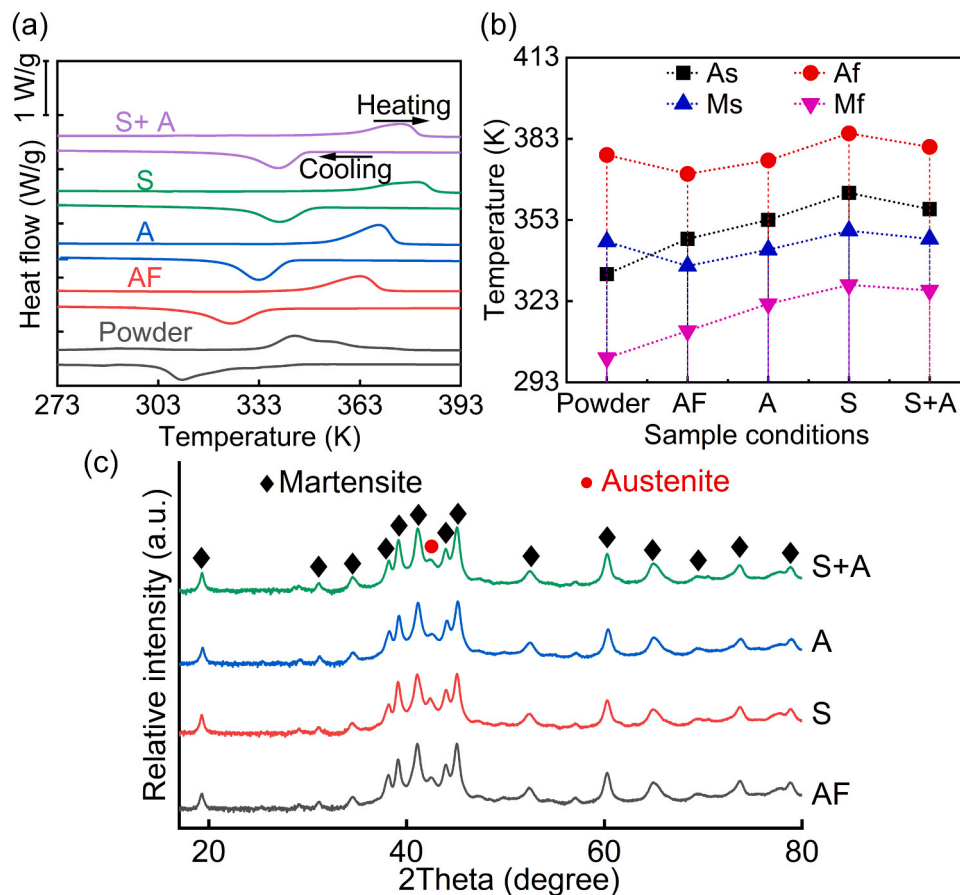 (a)
1 W/g
Heat flow (W/g)
S+ A
Heating
Cooling
S
A
AF
Powder
273 303 333 363 393
Temperature (K)
(b)
As Af
Ms Mf
Temperature (K)
413
383
353
323
293
Powder AF A S S+A
Sample conditions
(c)
Martensite Austenite
Relative intensity (a.u.)
S+A
A
S
AF
20 40 60 80
2Theta (degree)